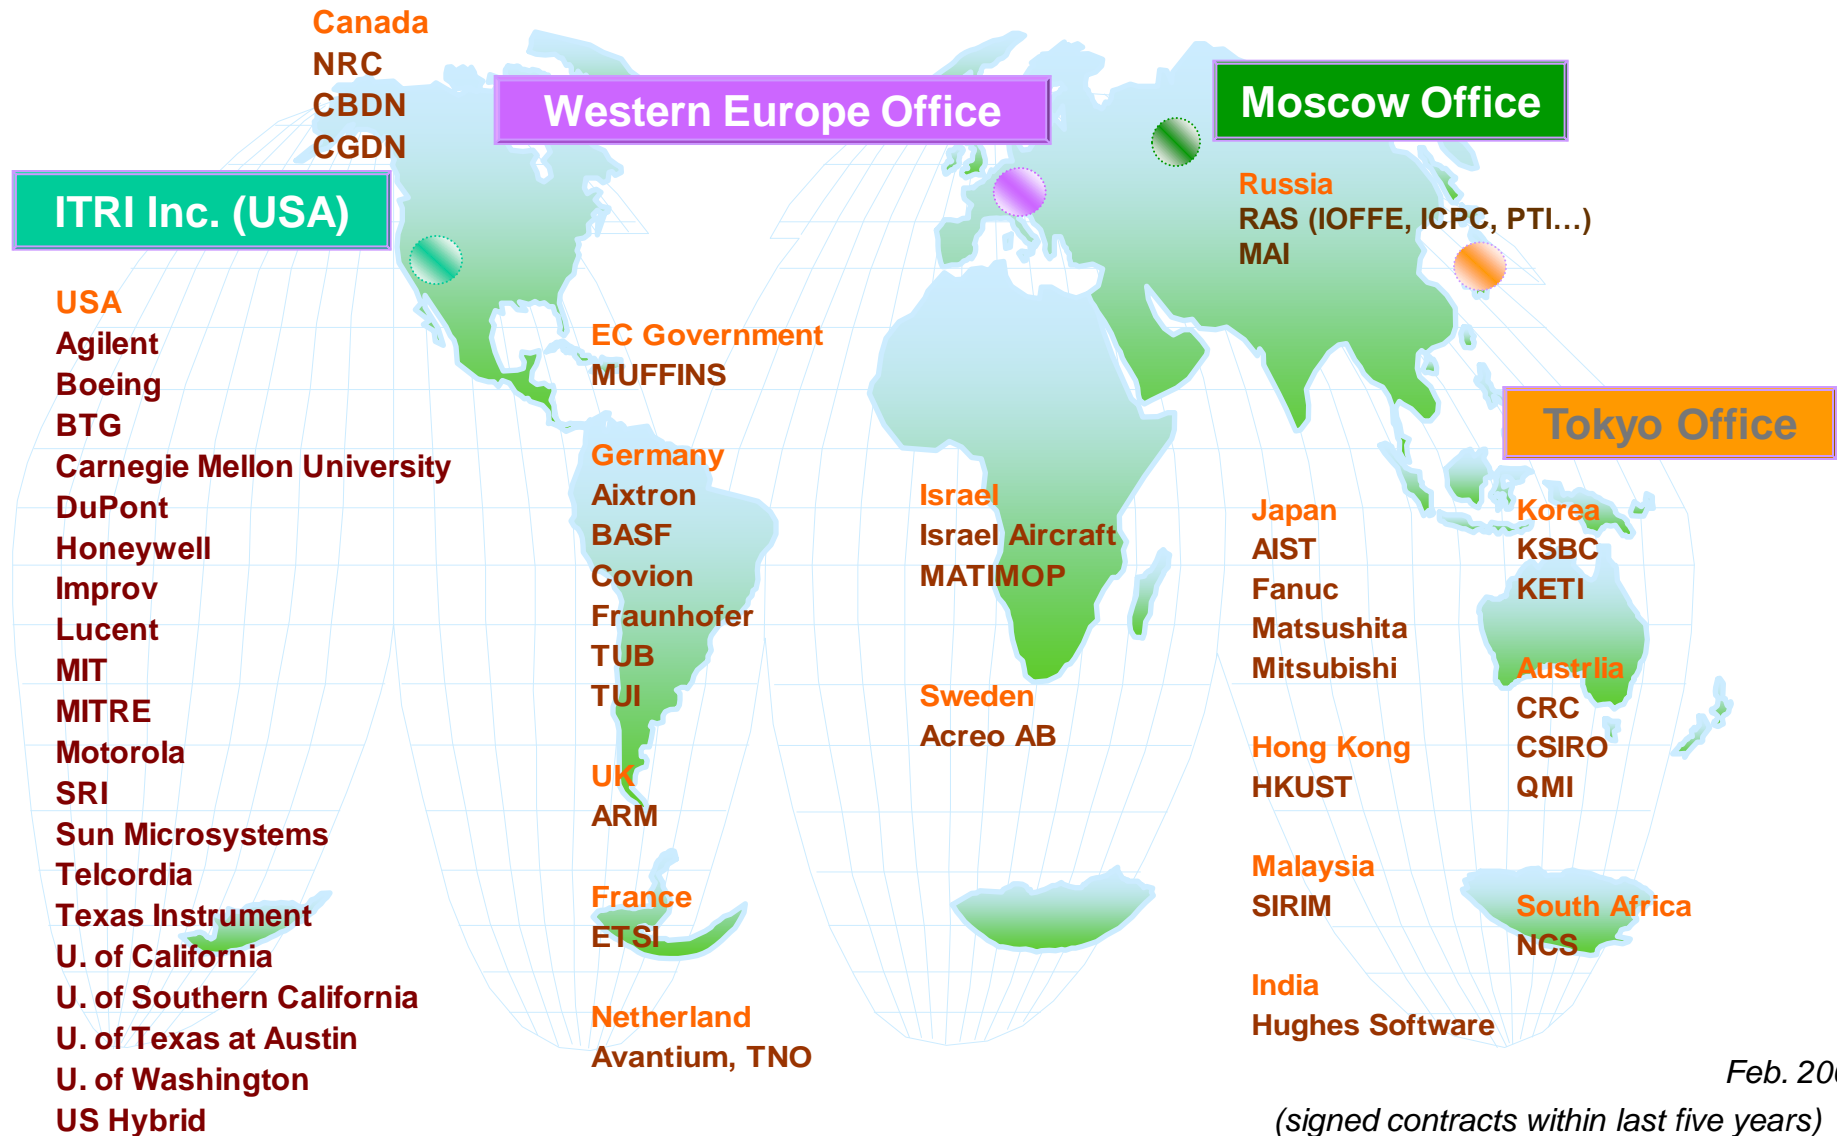 Canada
NRC
CBDN
CGDN
Western Europe Office
Moscow Office
ITRI Inc. (USA)
Russia
RAS (IOFFE, ICPC, PTI…)
MAI
USA
Agilent
Boeing
BTG
Carnegie Mellon University
DuPont
Honeywell
Improv
Lucent
MIT
MITRE
Motorola
SRI
Sun Microsystems
Telcordia
Texas Instrument
U. of California
U. of Southern California
U. of Texas at Austin
U. of Washington
US Hybrid
EC Government
MUFFINS
Germany
Aixtron
BASF
Covion
Fraunhofer
TUB
TUI
UK
ARM
France
ETSI
Netherland
Avantium, TNO
Israel
Israel Aircraft
MATIMOP
Sweden
Acreo AB
Tokyo Office
Japan
AIST
Fanuc
Matsushita
Mitsubishi
Hong Kong
HKUST
Malaysia
SIRIM
India
Hughes Software
Korea
KSBC
KETI
Austrlia
CRC
CSIRO
QMI
South Africa
NCS
Feb.
(signed contracts within last five years)